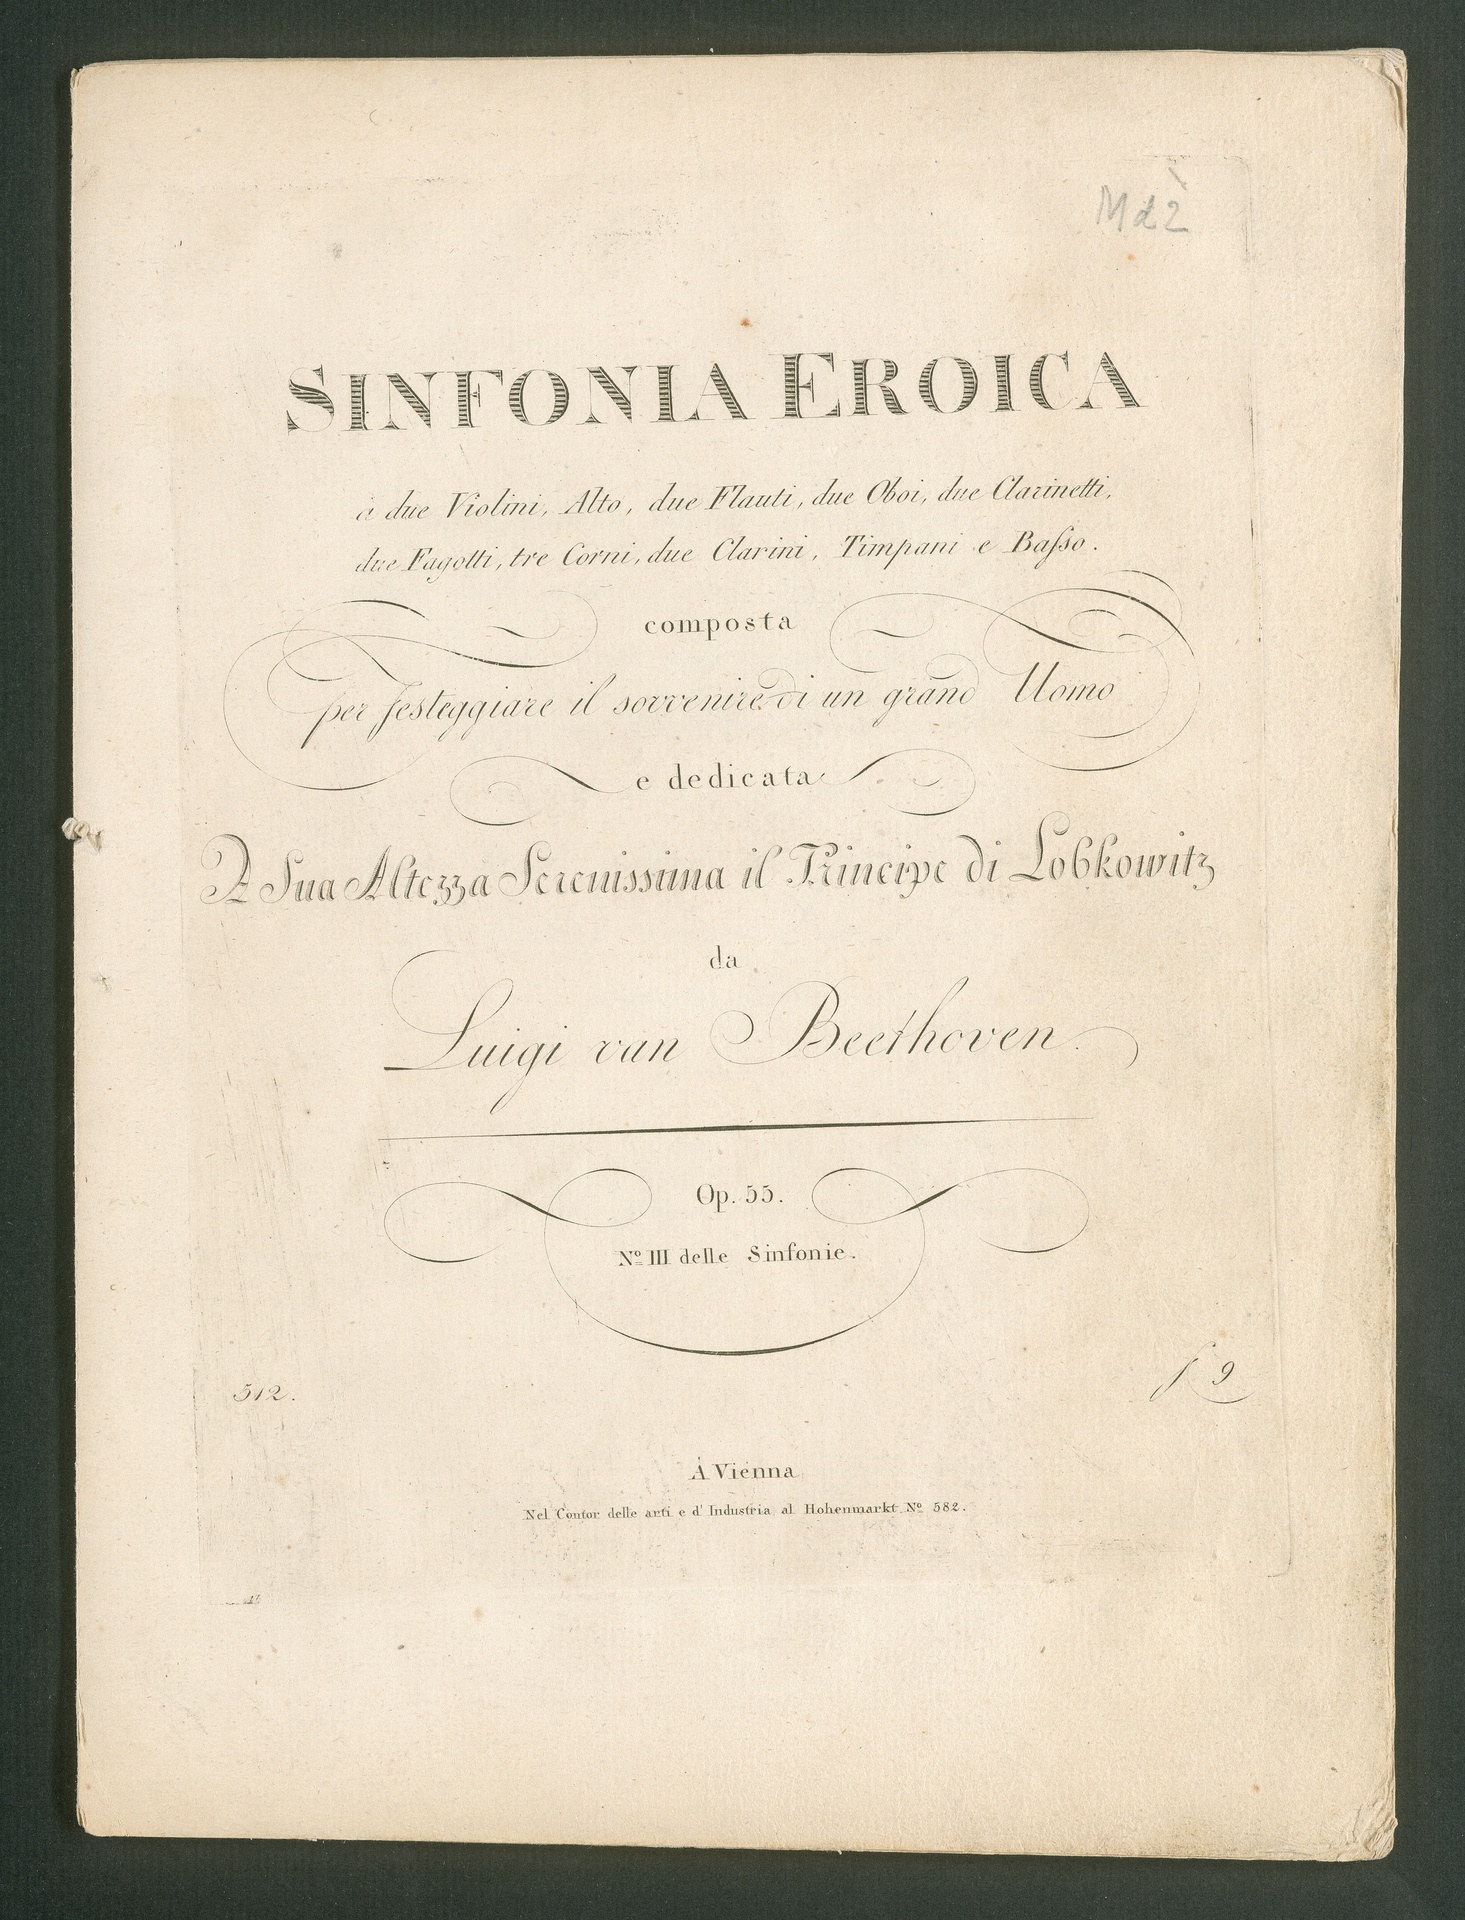 Md2
SINFONIA EROICA
à due Violini, Alto, due Flauti, due Oboi, due Clarinetti,
due Fagotti, tre Corni, due Clarini, Timpani e Baſso.
composta
per festeggiare il sovvenire di un grand Uomo
e dedicata
A Sua Altezza Serenissima il Principe di Lobkowitz
da
Luigi van Beethoven.
Op. 55.
Nº III delle Sinfonie.
512.
f 9
À Vienna
Nel Contor delle arti e d' Industria al Hohenmarkt Nº 582.